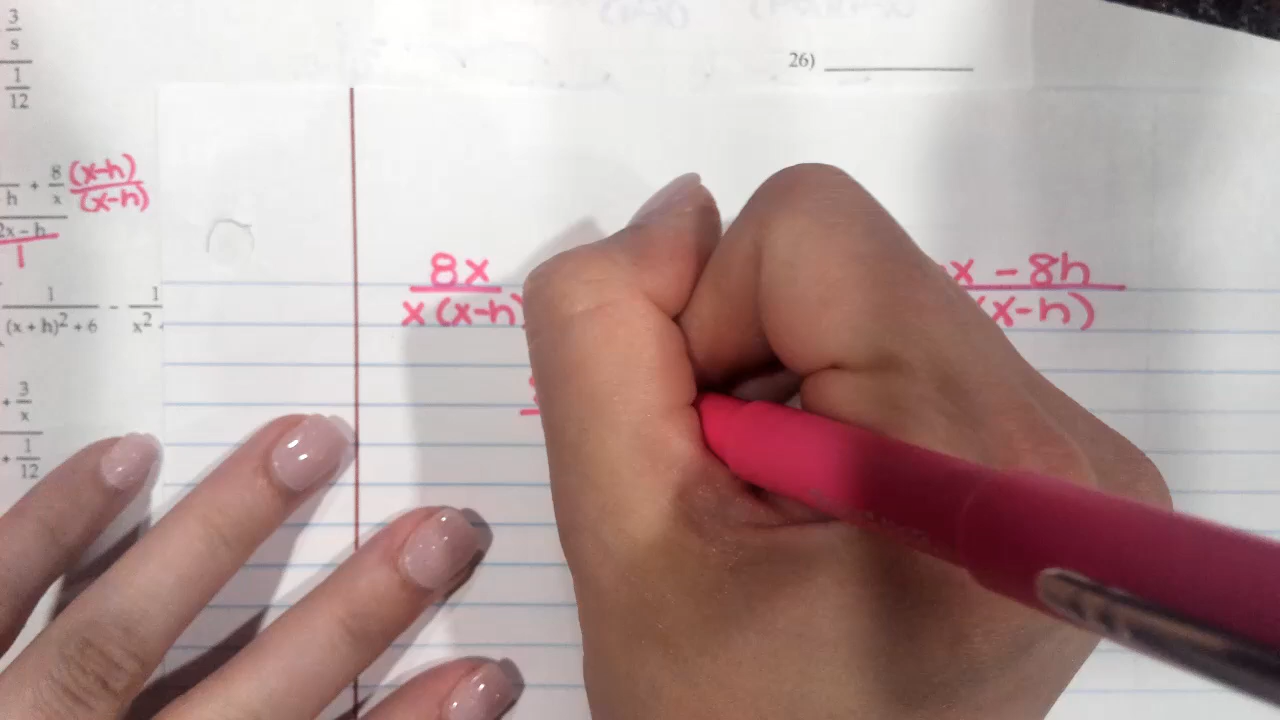 3
s
1
12
26)
h + 8/x (x-h)/(x-h)
2x - h
1
1/((x + h)² + 6) - 1/x²
8x
x(x-h)
x - 8h
(x-h)
+ 3/x
+ 1/12